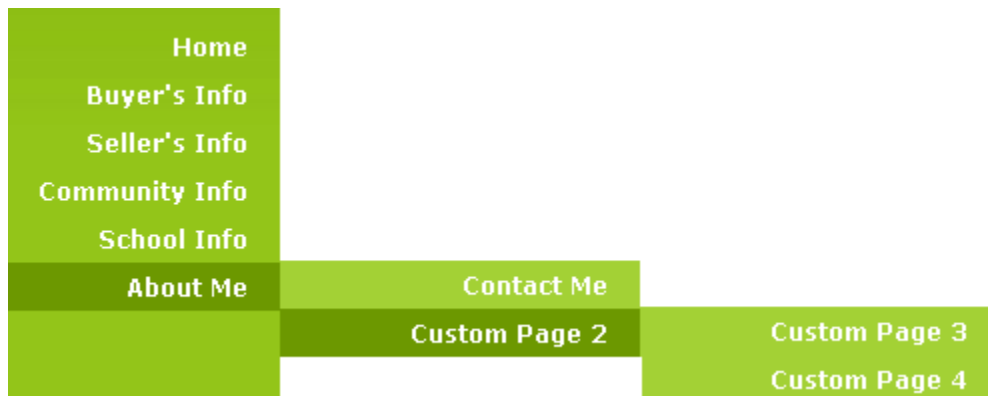 Home
Buyer's Info
Seller's Info
Community Info
School Info
About Me
Contact Me
Custom Page 2
Custom Page 3
Custom Page 4